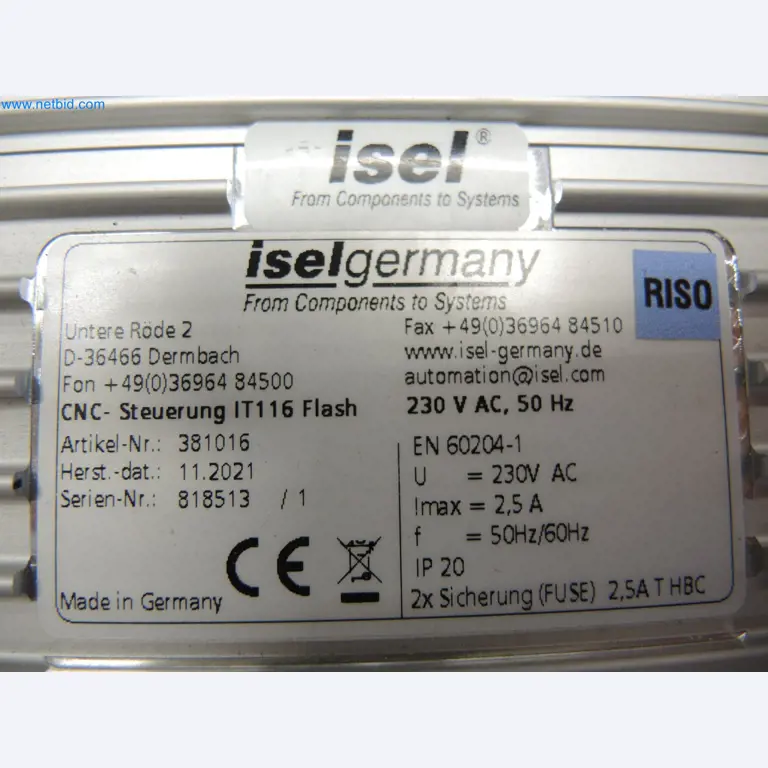 www.netbid.com
isel®
From Components to Systems
iselgermany
From Components to Systems
RISO
Untere Röde 2
D-36466 Dermbach
Fon +49(0)36964 84500
Fax +49(0)36964 84510
www.isel-germany.de
automation@isel.com
CNC- Steuerung IT116 Flash
230 V AC, 50 Hz
Artikel-Nr.: 381016
Herst.-dat.: 11.2021
Serien-Nr.: 818513 / 1
CE
Made in Germany
EN 60204-1
U = 230V AC
Imax = 2,5 A
f = 50Hz/60Hz
IP 20
2x Sicherung (FUSE) 2,5A T HBC